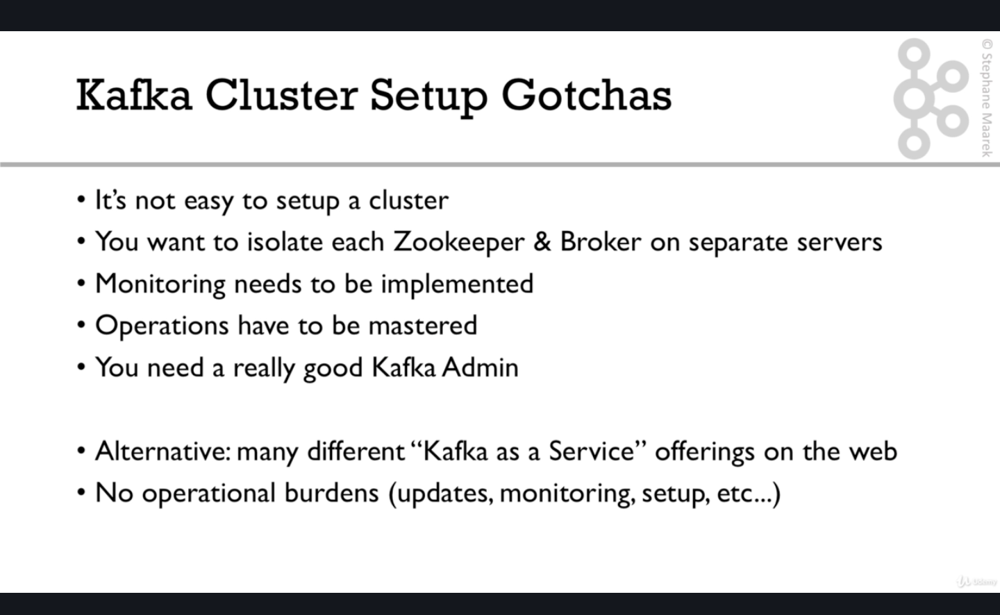 Kafka Cluster Setup Gotchas
© Stephane Maarek
• It’s not easy to setup a cluster
• You want to isolate each Zookeeper & Broker on separate servers
• Monitoring needs to be implemented
• Operations have to be mastered
• You need a really good Kafka Admin
• Alternative: many different “Kafka as a Service” offerings on the web
• No operational burdens (updates, monitoring, setup, etc...)
Udemy